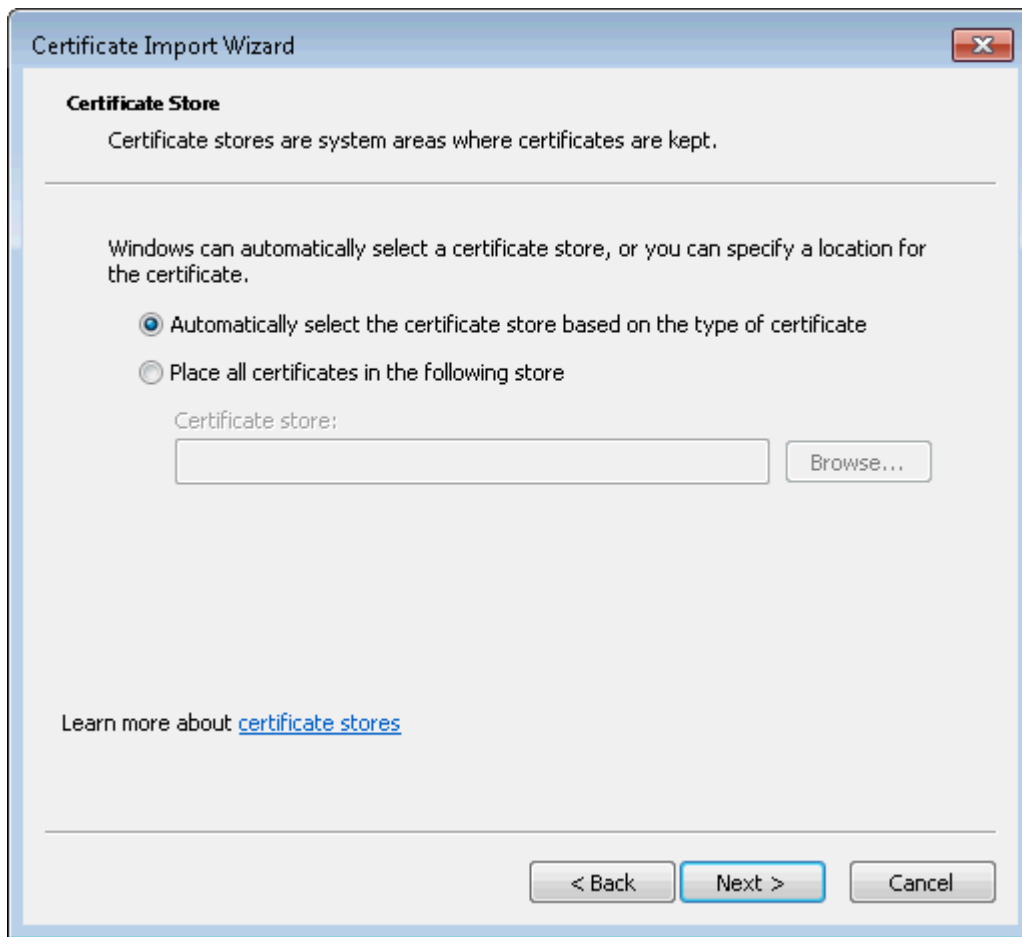 Certificate Import Wizard
Certificate Store
Certificate stores are system areas where certificates are kept.
Windows can automatically select a certificate store, or you can specify a location for
the certificate.
Automatically select the certificate store based on the type of certificate
Place all certificates in the following store
Certificate store:
Browse...
Learn more about certificate stores
< Back Next > Cancel